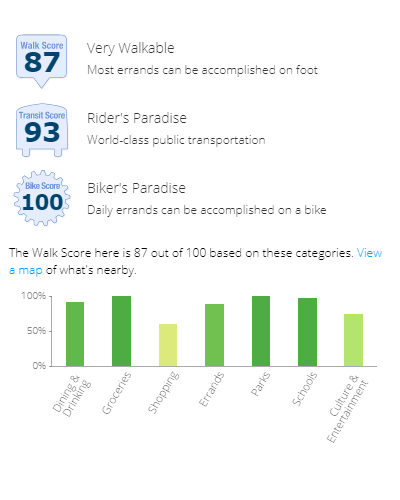 Walk Score
87
Very Walkable
Most errands can be accomplished on foot
Transit Score
93
Rider's Paradise
World-class public transportation
Bike Score
100
Biker's Paradise
Daily errands can be accomplished on a bike
The Walk Score here is 87 out of 100 based on these categories. View
a map of what's nearby.
100%
50%
0%
Dining &
Drinking
Groceries
Shopping
Errands
Parks
Schools
Culture &
Entertainment